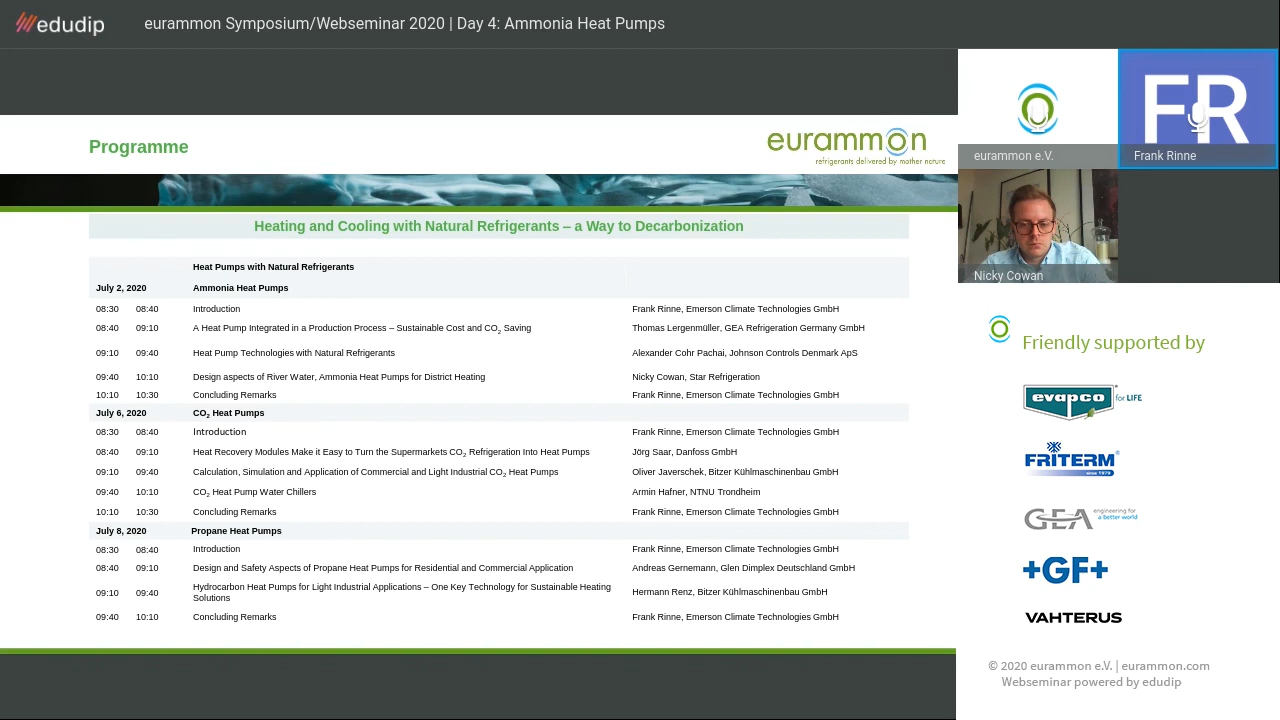 edudip
eurammon Symposium/Webseminar 2020 | Day 4: Ammonia Heat Pumps
Programme
eurammon
refrigerants delivered by mother nature
Heating and Cooling with Natural Refrigerants – a Way to Decarbonization
Heat Pumps with Natural Refrigerants
July 2, 2020 Ammonia Heat Pumps
08:30 08:40 Introduction Frank Rinne, Emerson Climate Technologies GmbH
08:40 09:10 A Heat Pump Integrated in a Production Process – Sustainable Cost and CO2 Saving Thomas Lergenmüller, GEA Refrigeration Germany GmbH
09:10 09:40 Heat Pump Technologies with Natural Refrigerants Alexander Cohr Pachai, Johnson Controls Denmark ApS
09:40 10:10 Design aspects of River Water, Ammonia Heat Pumps for District Heating Nicky Cowan, Star Refrigeration
10:10 10:30 Concluding Remarks Frank Rinne, Emerson Climate Technologies GmbH
July 6, 2020 CO2 Heat Pumps
08:30 08:40 Introduction Frank Rinne, Emerson Climate Technologies GmbH
08:40 09:10 Heat Recovery Modules Make it Easy to Turn the Supermarkets CO2 Refrigeration Into Heat Pumps Jörg Saar, Danfoss GmbH
09:10 09:40 Calculation, Simulation and Application of Commercial and Light Industrial CO2 Heat Pumps Oliver Javerschek, Bitzer Kühlmaschinenbau GmbH
09:40 10:10 CO2 Heat Pump Water Chillers Armin Hafner, NTNU Trondheim
10:10 10:30 Concluding Remarks Frank Rinne, Emerson Climate Technologies GmbH
July 8, 2020 Propane Heat Pumps
08:30 08:40 Introduction Frank Rinne, Emerson Climate Technologies GmbH
08:40 09:10 Design and Safety Aspects of Propane Heat Pumps for Residential and Commercial Application Andreas Gernemann, Glen Dimplex Deutschland GmbH
09:10 09:40 Hydrocarbon Heat Pumps for Light Industrial Applications – One Key Technology for Sustainable Heating Solutions Hermann Renz, Bitzer Kühlmaschinenbau GmbH
09:40 10:10 Concluding Remarks Frank Rinne, Emerson Climate Technologies GmbH
eurammon e.V.
FR
Frank Rinne
Nicky Cowan
Friendly supported by
evapco for LIFE
FRITERM
since 1979
GEA engineering for
a better world
+GF+
VAHTERUS
© 2020 eurammon e.V. | eurammon.com
Webseminar powered by edudip